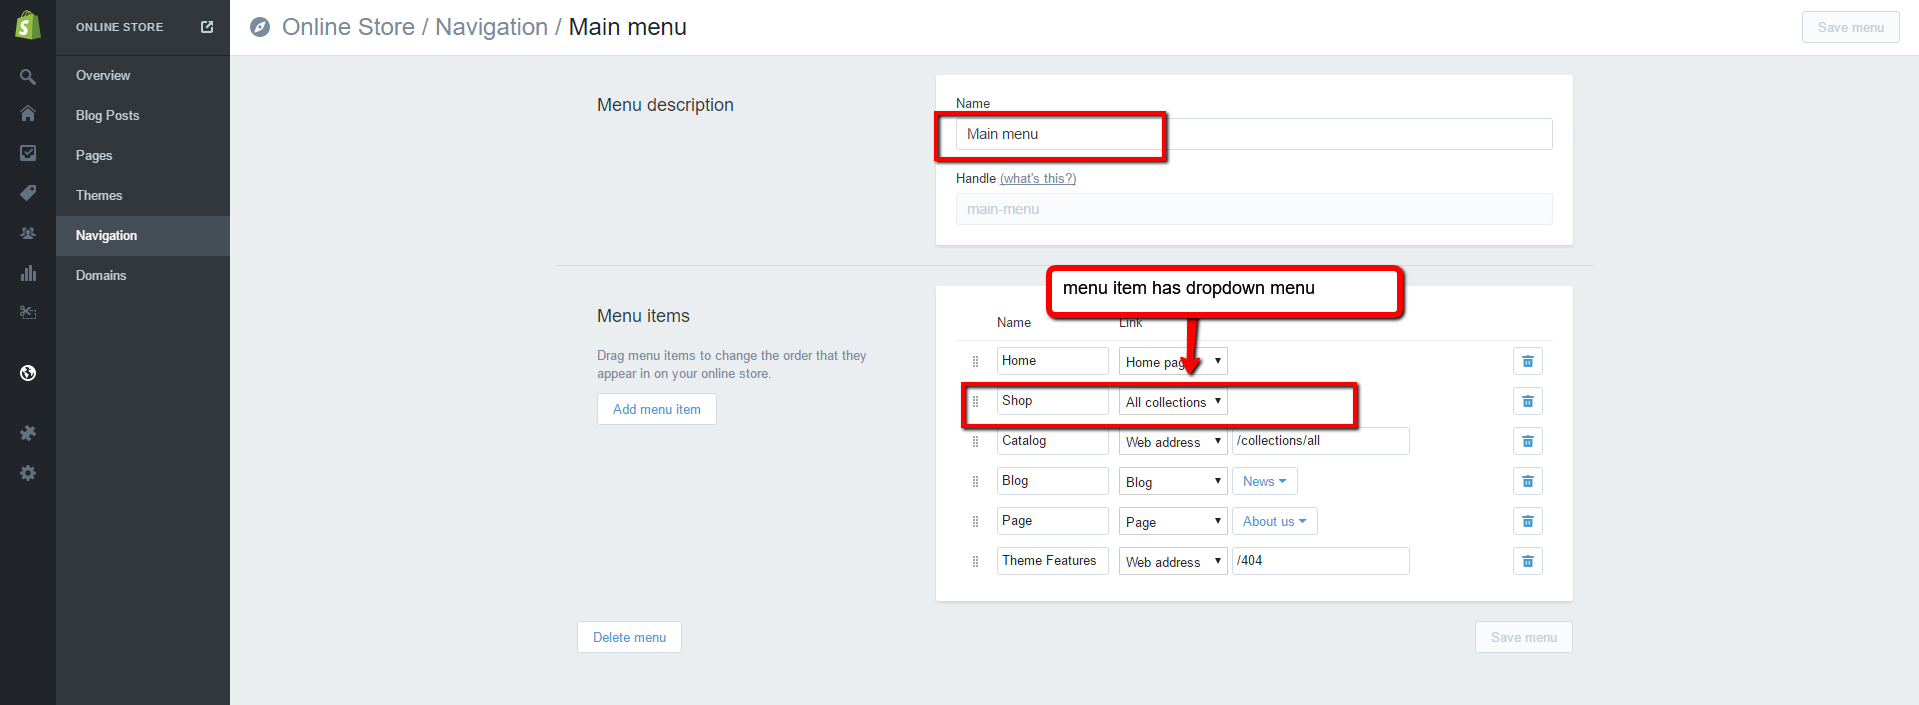 ONLINE STORE
Online Store / Navigation / Main menu
Save menu
Overview
Blog Posts
Pages
Themes
Navigation
Domains
Menu description
Name
Main menu
Handle (what's this?)
main-menu
menu item has dropdown menu
Menu items
Drag menu items to change the order that they
appear in on your online store.
Add menu item
Name Link
Home Home page
Shop All collections
Catalog Web address /collections/all
Blog Blog News
Page Page About us
Theme Features Web address /404
Delete menu
Save menu